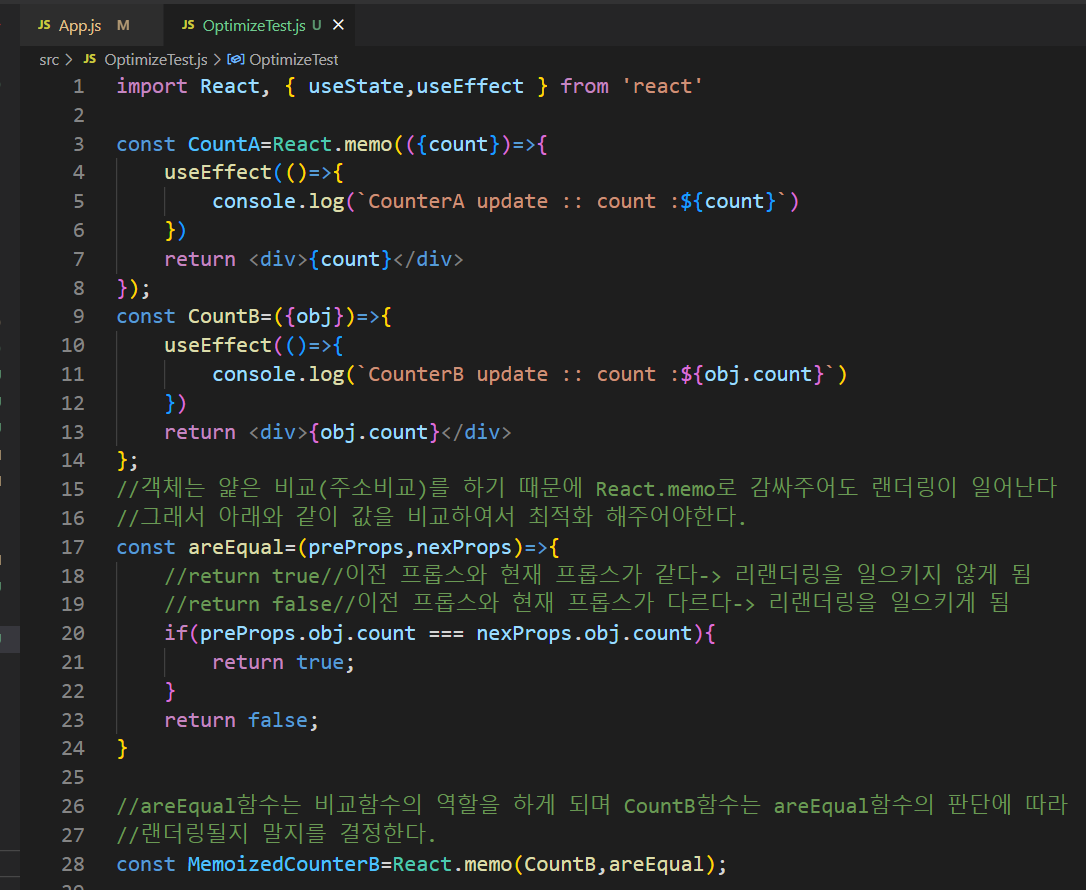 JS App.js M JS OptimizeTest.js U ×
src > JS OptimizeTest.js > OptimizeTest
1 import React, { useState,useEffect } from 'react'
2
3 const CountA=React.memo(({count})=>{
4 useEffect(()=>{
5 console.log(`CounterA update :: count :${count}`)
6 })
7 return <div>{count}</div>
8 });
9 const CountB=({obj})=>{
10 useEffect(()=>{
11 console.log(`CounterB update :: count :${obj.count}`)
12 })
13 return <div>{obj.count}</div>
14 };
15 //객체는 얕은 비교(주소비교)를 하기 때문에 React.memo로 감싸주어도 랜더링이 일어난다
16 //그래서 아래와 같이 값을 비교하여서 최적화 해주어야한다.
17 const areEqual=(preProps,nexProps)=>{
18 //return true//이전 프롭스와 현재 프롭스가 같다-> 리랜더링을 일으키지 않게 됨
19 //return false//이전 프롭스와 현재 프롭스가 다르다-> 리랜더링을 일으키게 됨
20 if(preProps.obj.count === nexProps.obj.count){
21 return true;
22 }
23 return false;
24 }
25
26 //areEqual함수는 비교함수의 역할을 하게 되며 CountB함수는 areEqual함수의 판단에 따라
27 //랜더링될지 말지를 결정한다.
28 const MemoizedCounterB=React.memo(CountB,areEqual);